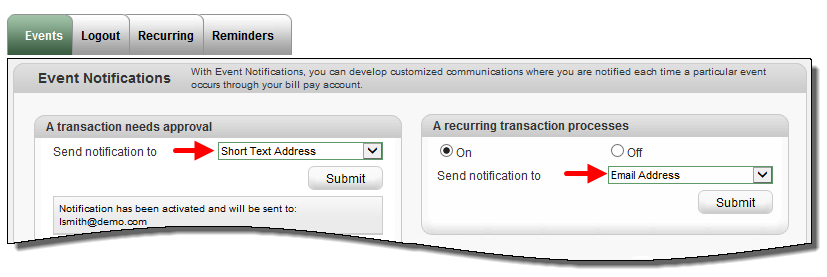 Events Logout Recurring Reminders
Event Notifications
With Event Notifications, you can develop customized communications where you are notified each time a particular event
occurs through your bill pay account.
A transaction needs approval
Send notification to Short Text Address
Submit
Notification has been activated and will be sent to:
lsmith@demo.com
A recurring transaction processes
On Off
Send notification to Email Address
Submit